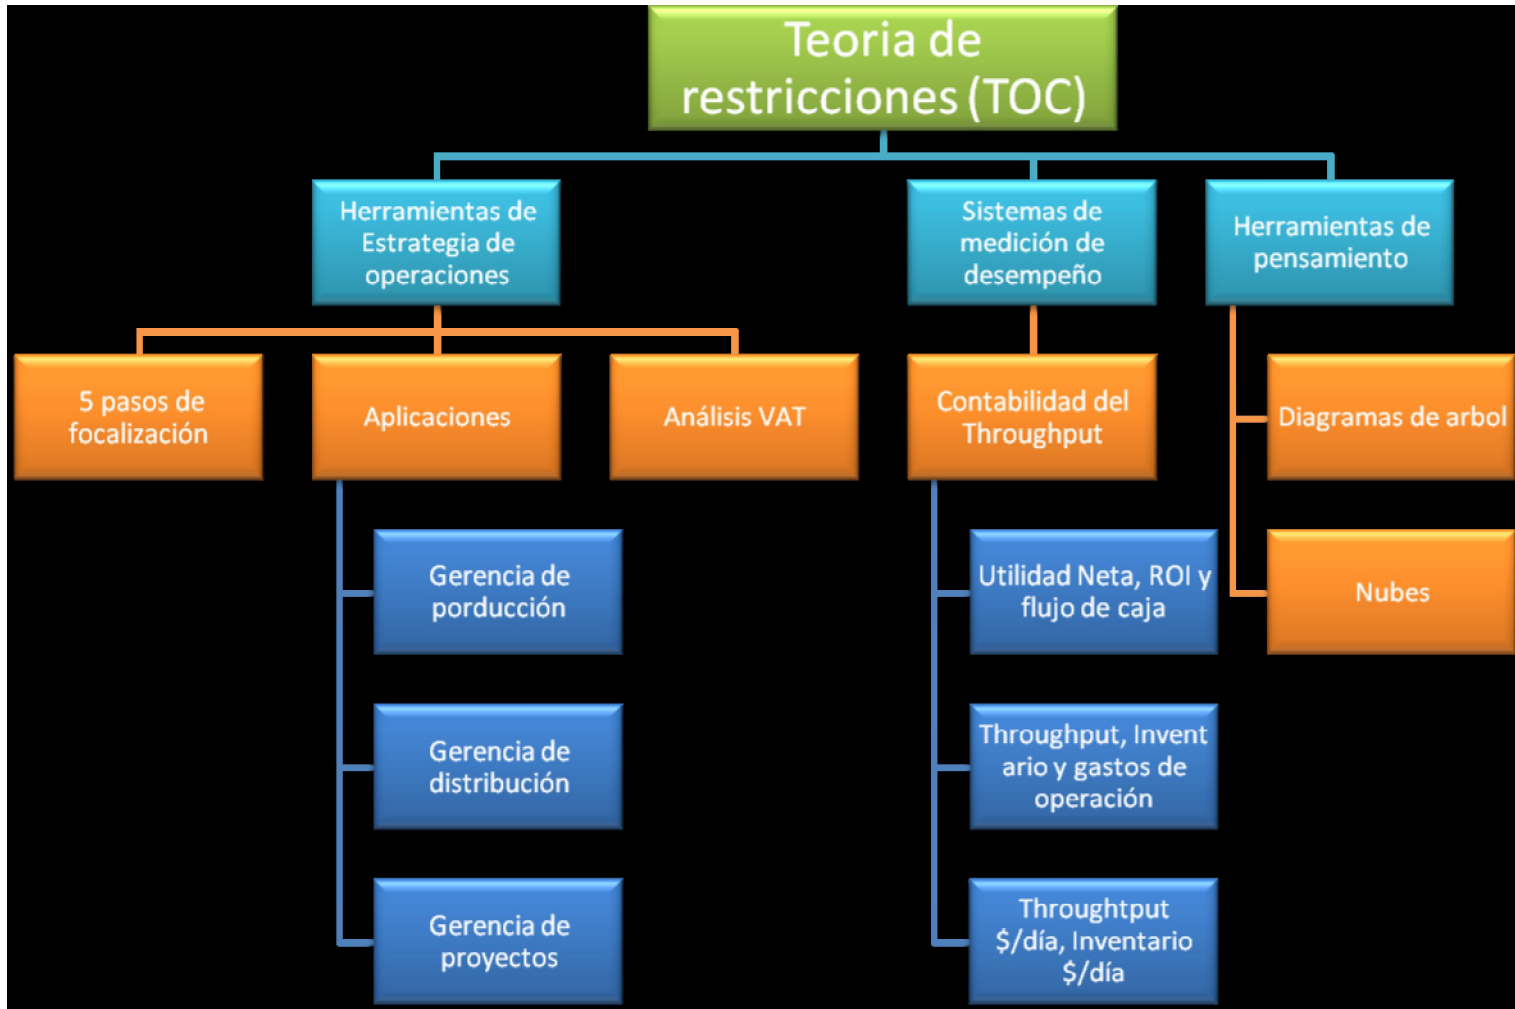 Teoria de
restricciones (TOC)
Herramientas de
Estrategia de
operaciones
Sistemas de
medición de
desempeño
Herramientas de
pensamiento
5 pasos de
focalización
Aplicaciones
Análisis VAT
Contabilidad del
Throughput
Diagramas de arbol
Gerencia de
porducción
Utilidad Neta, ROI y
flujo de caja
Nubes
Gerencia de
distribución
Throughput, Invent
ario y gastos de
operación
Gerencia de
proyectos
Throughtput
$/día, Inventario
$/día